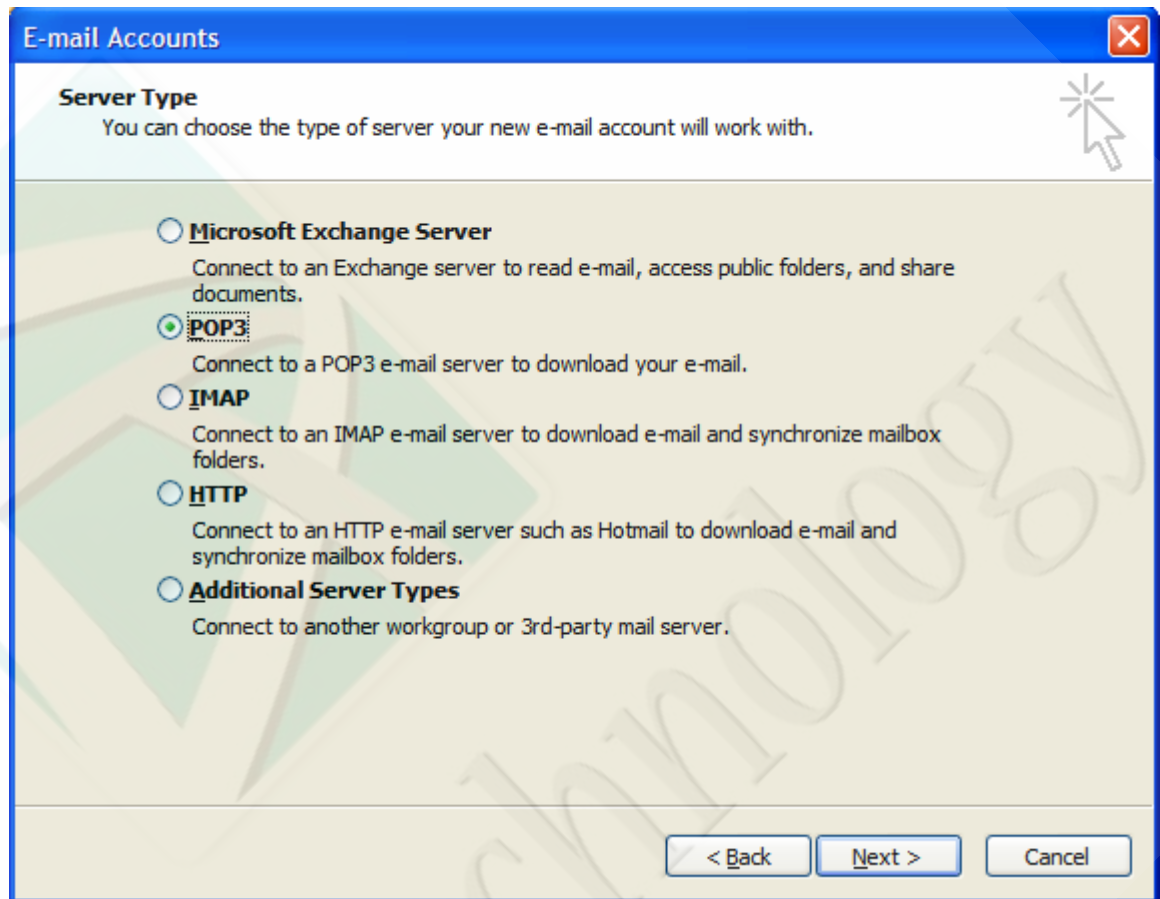 E-mail Accounts
Server Type
You can choose the type of server your new e-mail account will work with.
Microsoft Exchange Server
Connect to an Exchange server to read e-mail, access public folders, and share
documents.
POP3
Connect to a POP3 e-mail server to download your e-mail.
IMAP
Connect to an IMAP e-mail server to download e-mail and synchronize mailbox
folders.
HTTP
Connect to an HTTP e-mail server such as Hotmail to download e-mail and
synchronize mailbox folders.
Additional Server Types
Connect to another workgroup or 3rd-party mail server.
< Back Next > Cancel